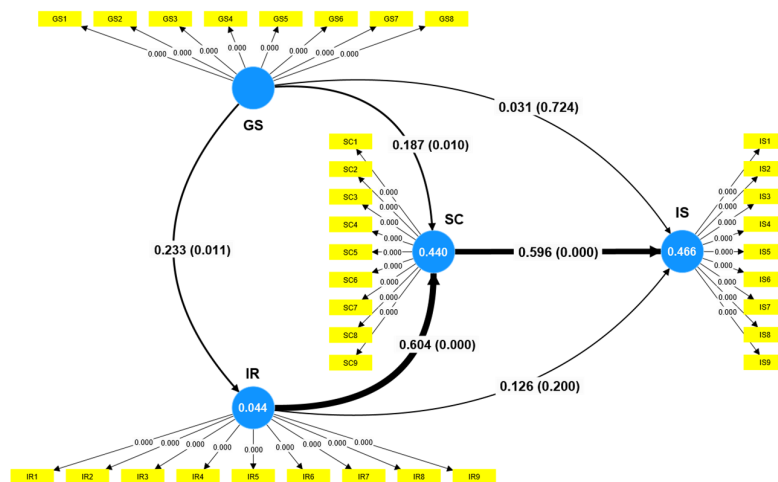 GS1 GS2 GS3 GS4 GS5 GS6 GS7 GS8
0.000 0.000 0.000 0.000 0.000 0.000 0.000 0.000
GS
0.031 (0.724)
0.187 (0.010)
SC1
SC2
SC3
SC4
SC5
SC6
SC7
SC8
SC9
0.000
0.000
0.000
0.000
0.000
0.000
0.000
0.000
0.000
SC
0.440
0.596 (0.000)
IS
0.466
0.000
0.000
0.000
0.000
0.000
0.000
0.000
0.000
0.000
IS1
IS2
IS3
IS4
IS5
IS6
IS7
IS8
IS9
0.233 (0.011)
0.604 (0.000)
0.126 (0.200)
IR
0.044
0.000 0.000 0.000 0.000 0.000 0.000 0.000 0.000 0.000
IR1 IR2 IR3 IR4 IR5 IR6 IR7 IR8 IR9